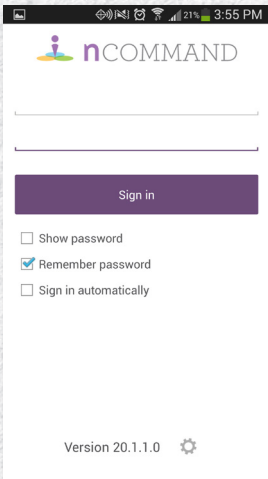 21% 3:55 PM
nCOMMAND
Sign in
Show password
Remember password
Sign in automatically
Version 20.1.1.0